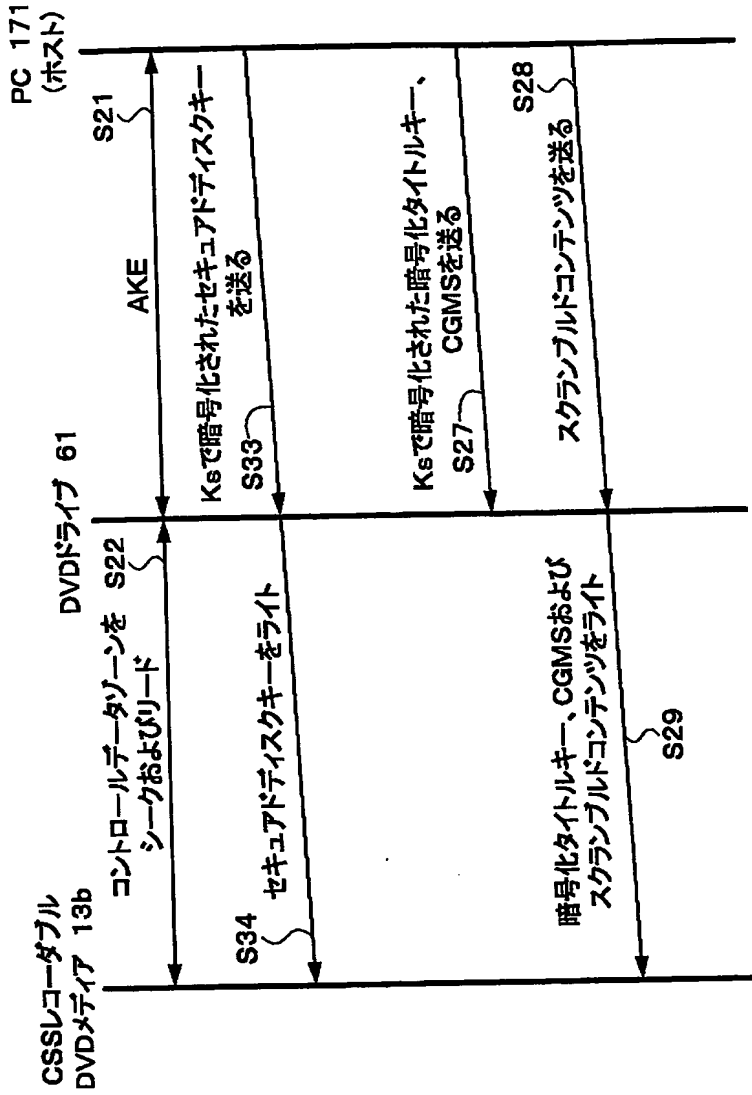 CSSレコーダブル
DVDメディア 13b
DVDドライブ 61
PC 171
(ホスト)
コントロールデータゾーンを
シークおよびリード
S22
AKE
S21
Ksで暗号化されたセキュアドディスクキー
を送る
S33
セキュアドディスクキーをライト
S34
Ksで暗号化された暗号化タイトルキー、
CGMSを送る
S27
スクランブルドコンテンツを送る
S28
暗号化タイトルキー、CGMSおよび
スクランブルドコンテンツをライト
S29